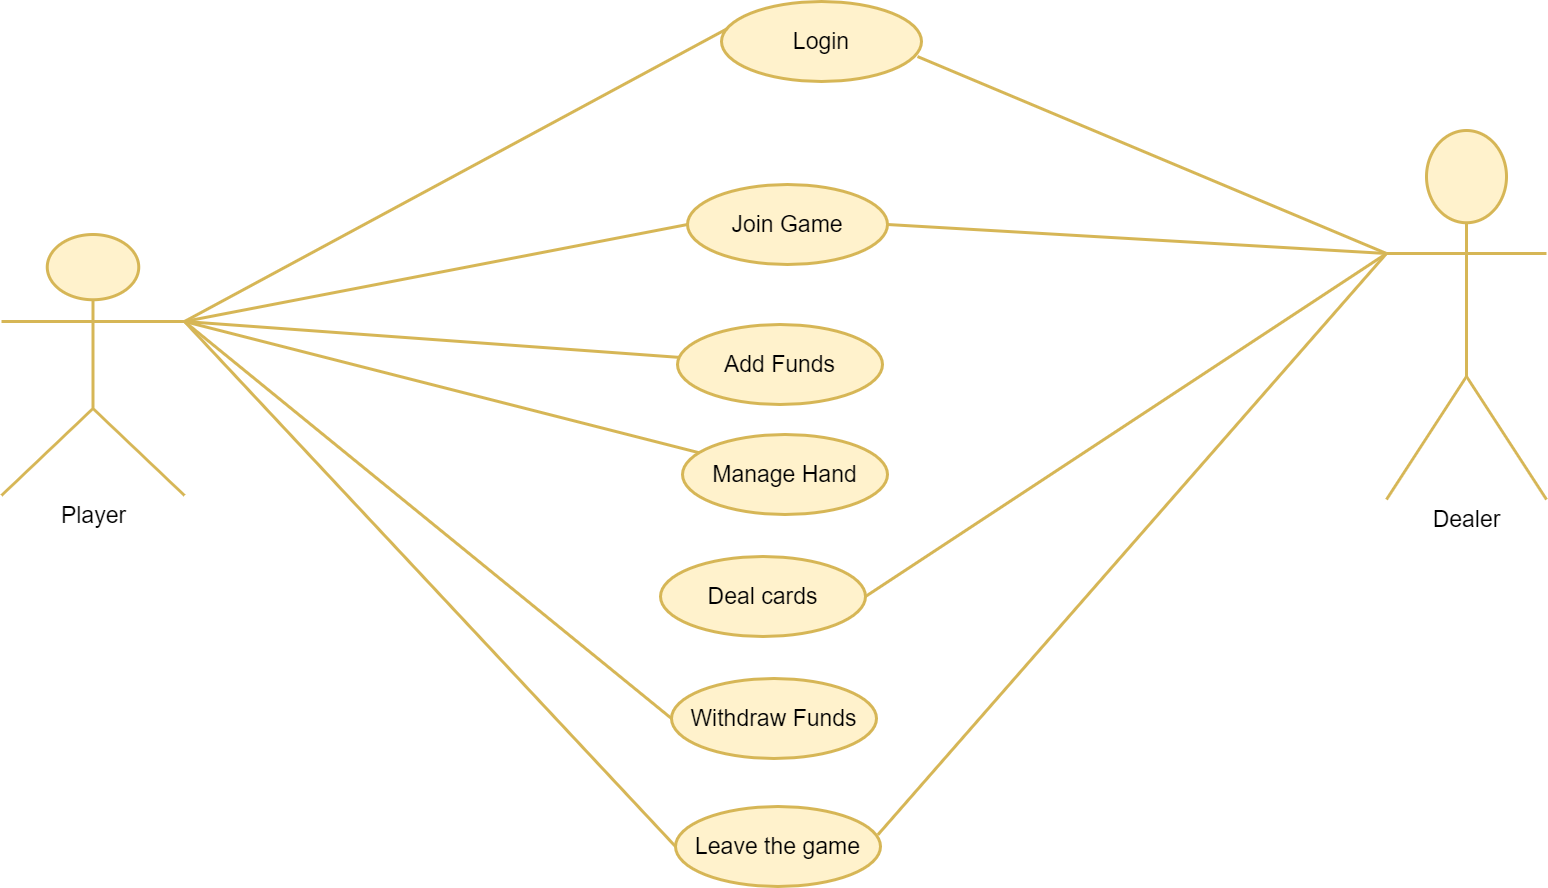 Login
Join Game
Add Funds
Manage Hand
Player
Dealer
Deal cards
Withdraw Funds
Leave the game